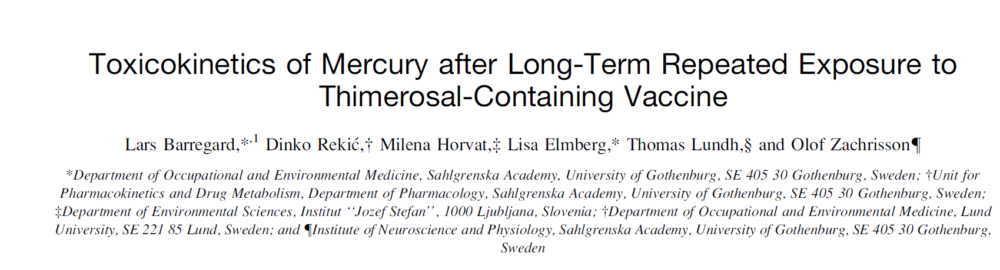 Toxicokinetics of Mercury after Long-Term Repeated Exposure to
Thimerosal-Containing Vaccine
Lars Barregard,*,1 Dinko Rekić,† Milena Horvat,‡ Lisa Elmberg,* Thomas Lundh,§ and Olof Zachrisson¶
*Department of Occupational and Environmental Medicine, Sahlgrenska Academy, University of Gothenburg, SE 405 30 Gothenburg, Sweden; †Unit for
Pharmacokinetics and Drug Metabolism, Department of Pharmacology, Sahlgrenska Academy, University of Gothenburg, SE 405 30 Gothenburg, Sweden;
‡Department of Environmental Sciences, Institut ‘‘Jozef Stefan’’, 1000 Ljubljana, Slovenia; †Department of Occupational and Environmental Medicine, Lund
University, SE 221 85 Lund, Sweden; and ¶Institute of Neuroscience and Physiology, Sahlgrenska Academy, University of Gothenburg, SE 405 30 Gothenburg,
Sweden